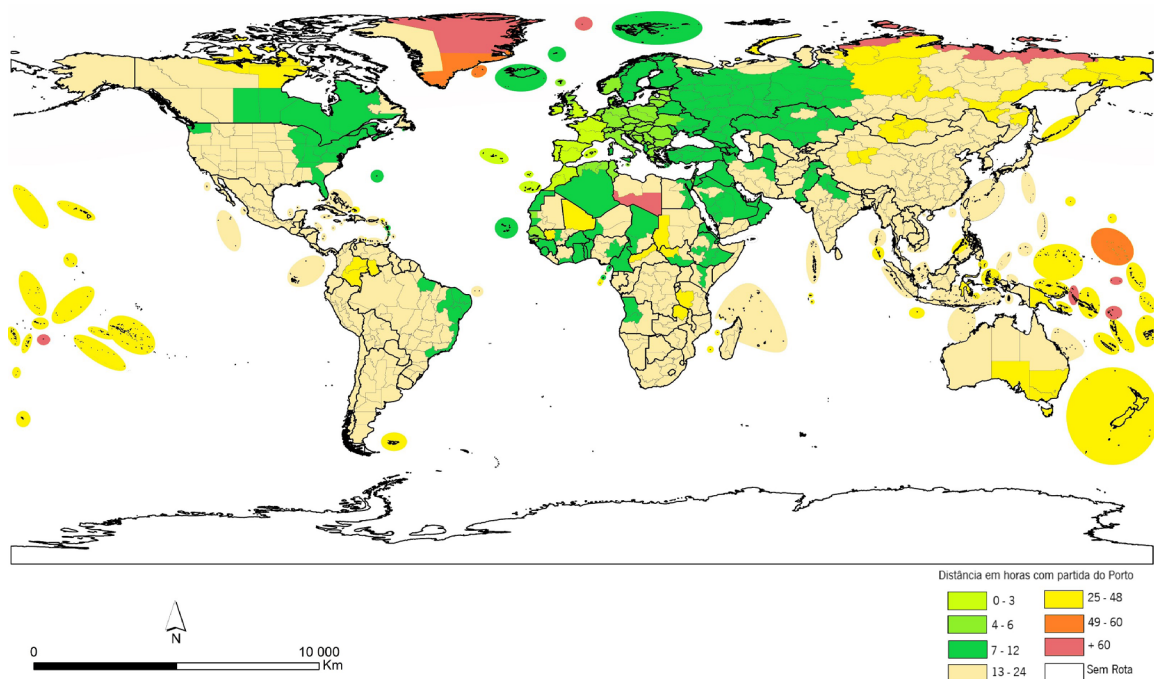 Distância em horas com partida do Porto
0 - 3
4 - 6
7 - 12
13 - 24
25 - 48
49 - 60
+ 60
Sem Rota
N
0 10 000
Km